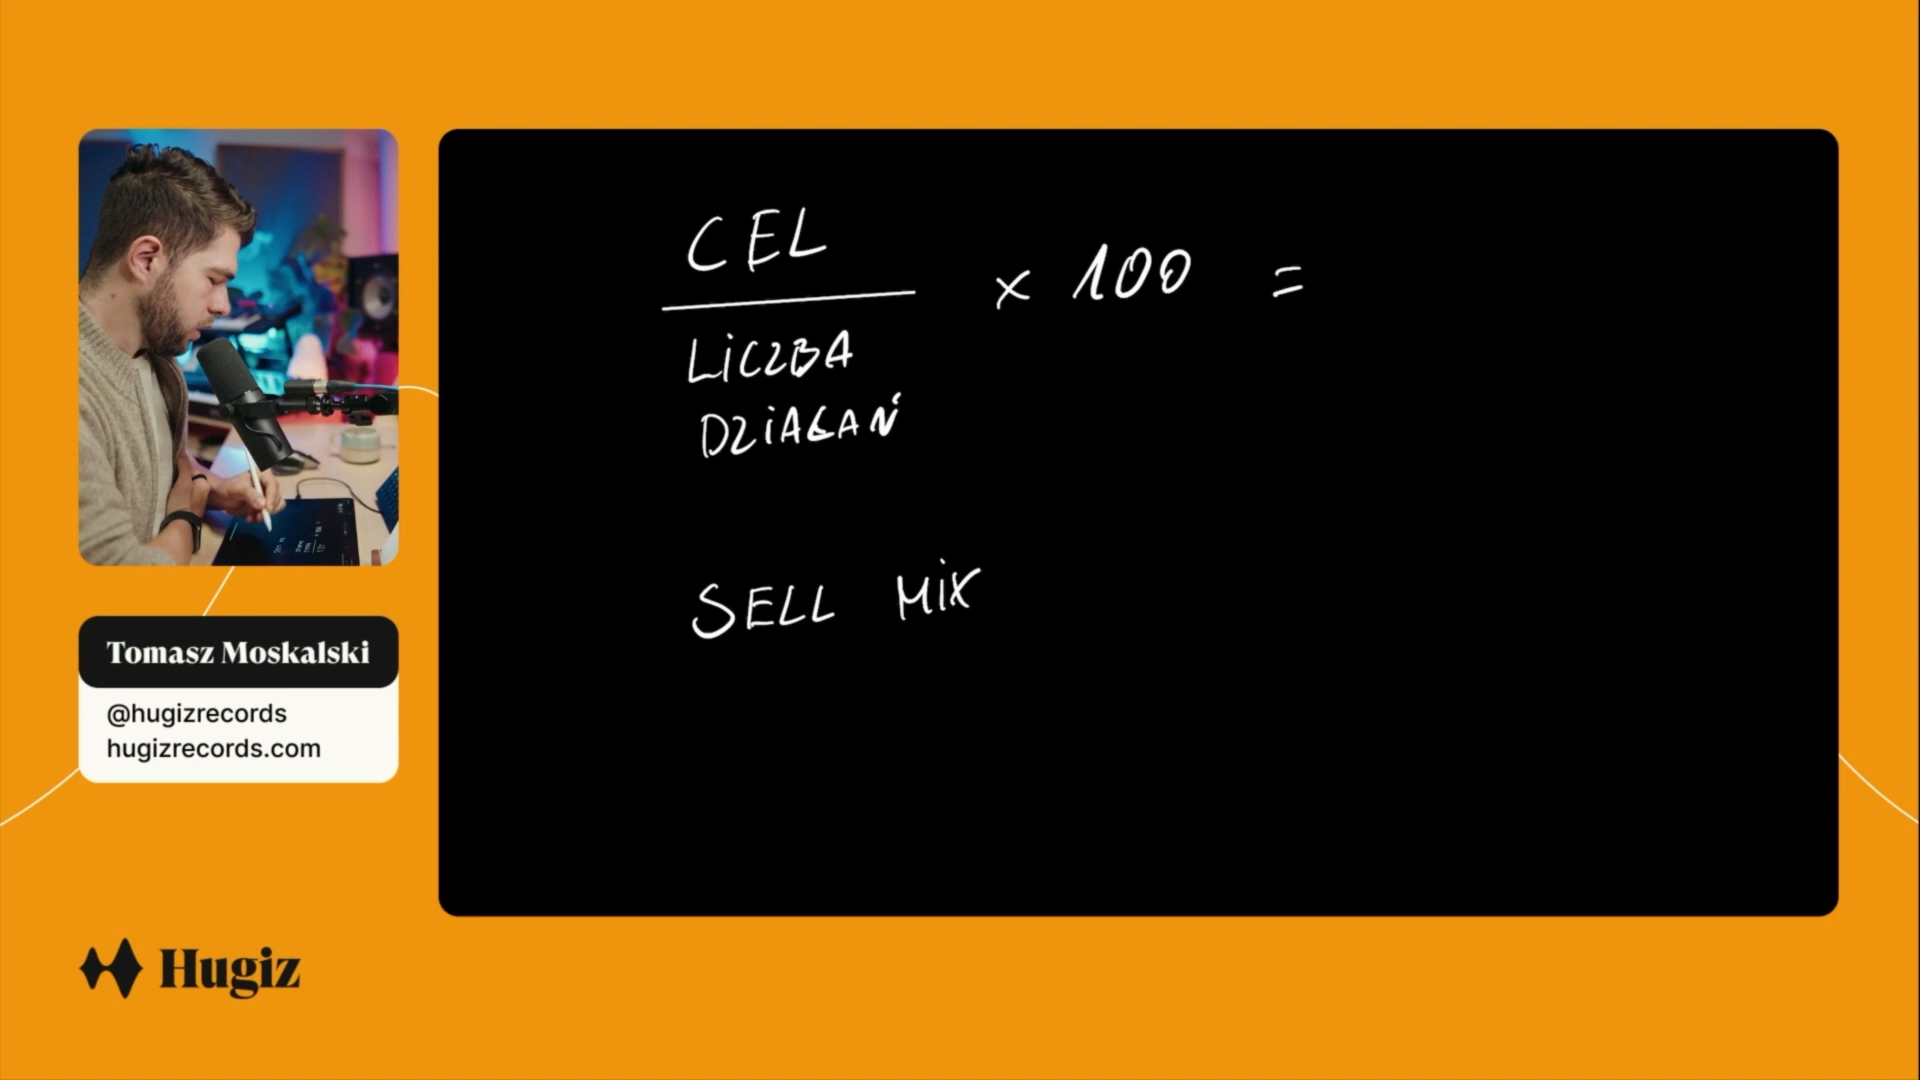 CEL
× 100 =
LICZBA
DZIAŁAŃ
SELL MIX
Tomasz Moskalski
@hugizrecords
hugizrecords.com
Hugiz